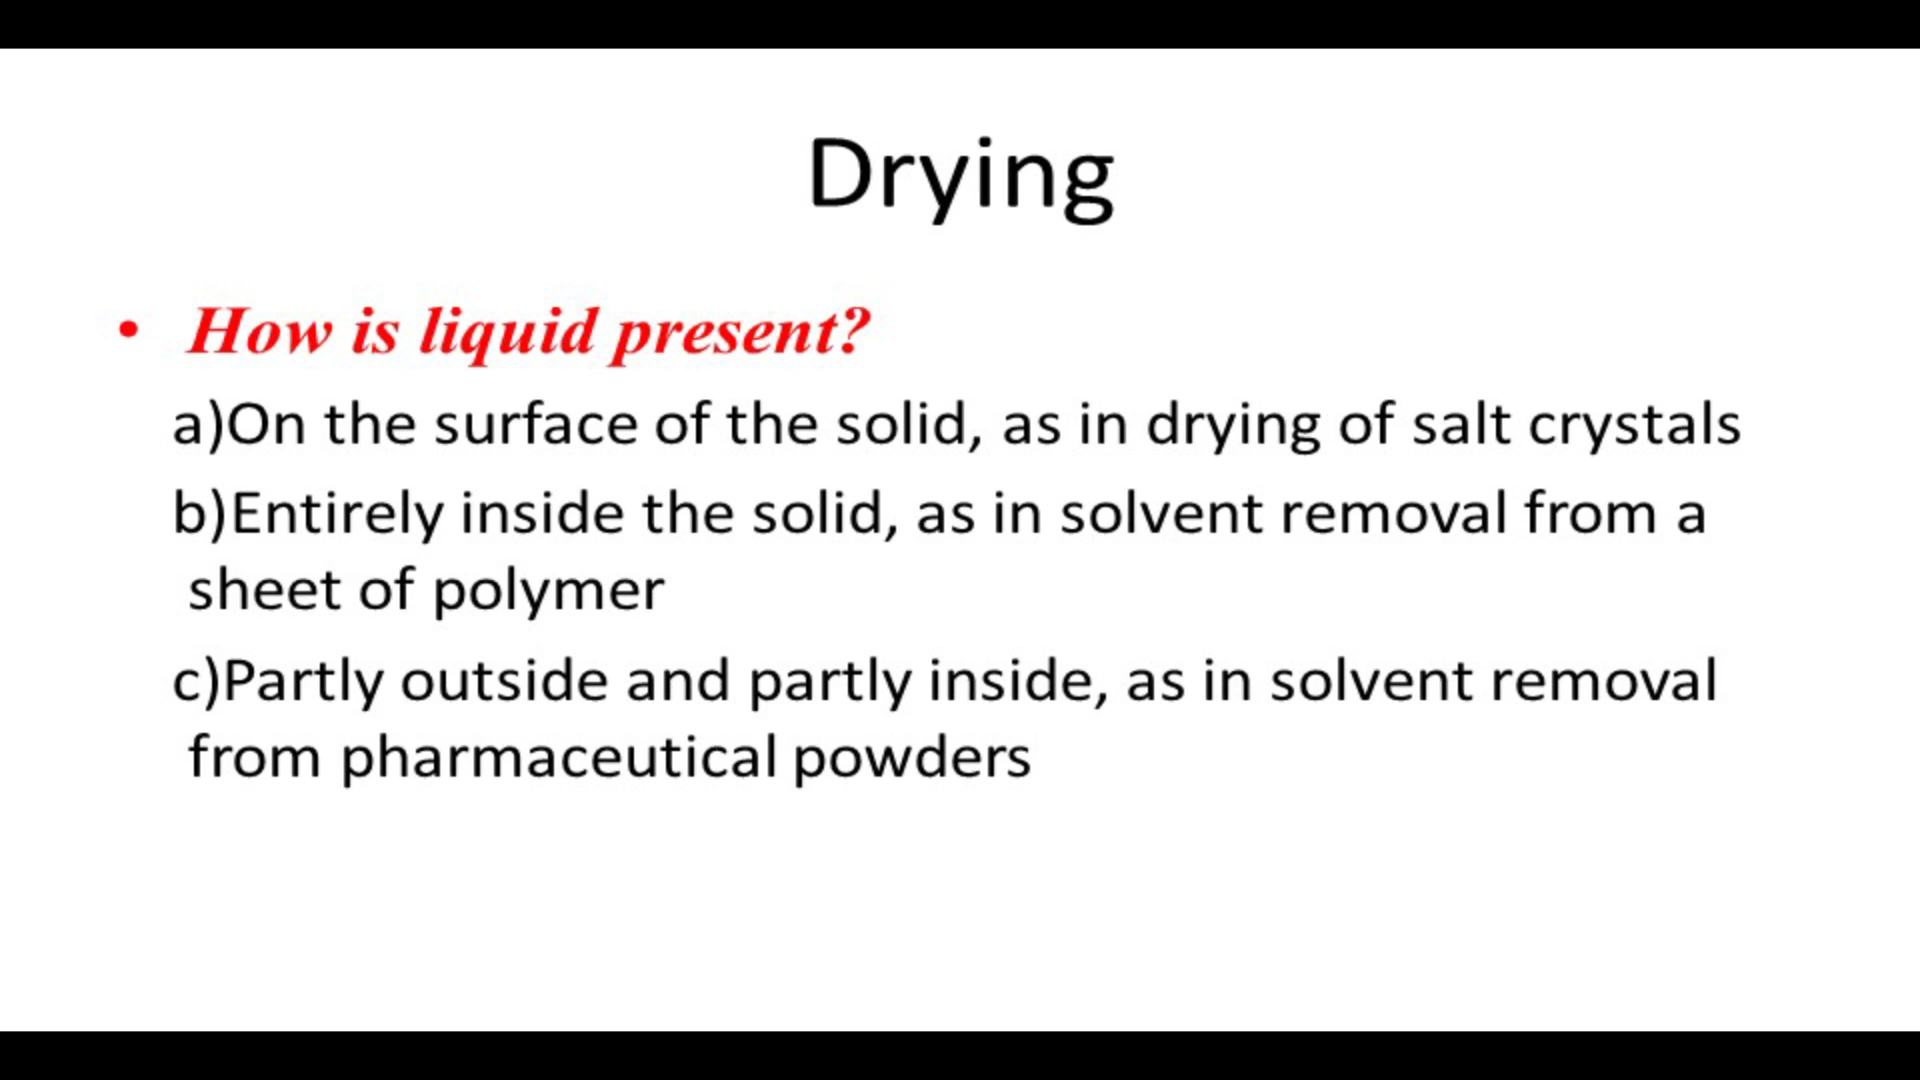 Drying
• How is liquid present?
a)On the surface of the solid, as in drying of salt crystals
b)Entirely inside the solid, as in solvent removal from a
sheet of polymer
c)Partly outside and partly inside, as in solvent removal
from pharmaceutical powders